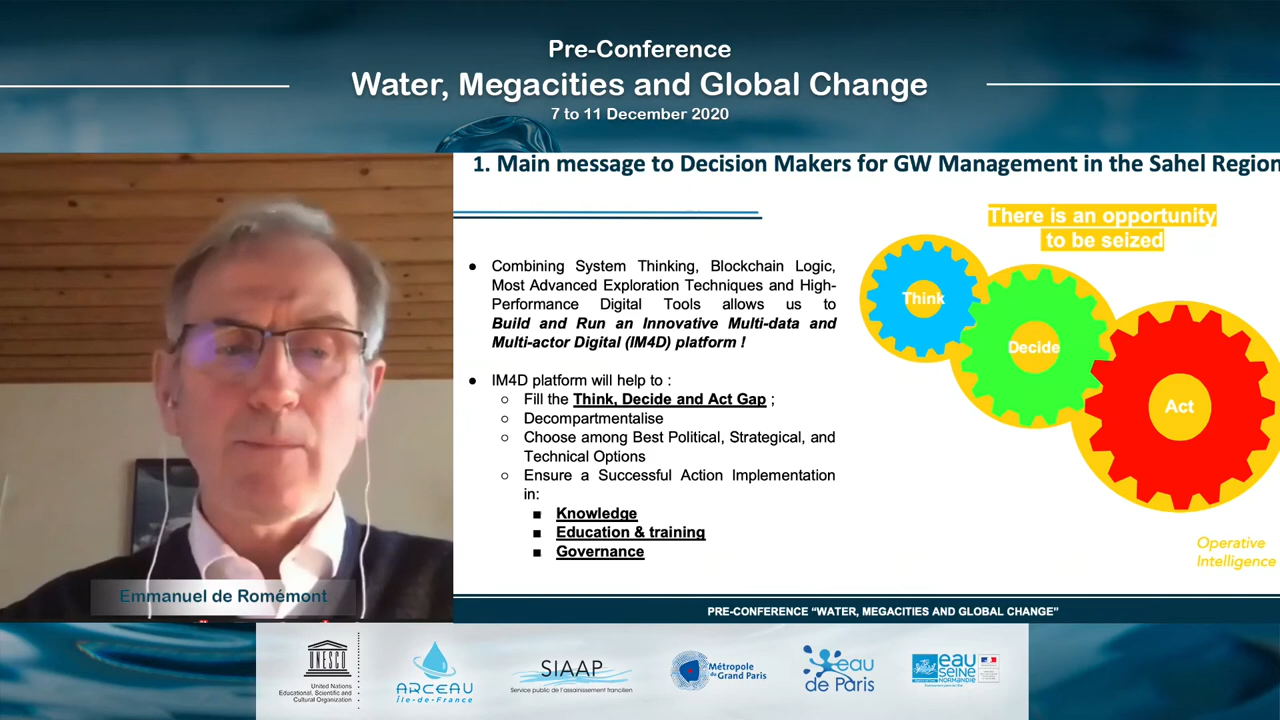 Pre-Conference
Water, Megacities and Global Change
7 to 11 December 2020
1. Main message to Decision Makers for GW Management in the Sahel Region
There is an opportunity
to be seized
● Combining System Thinking, Blockchain Logic,
Most Advanced Exploration Techniques and High-
Performance Digital Tools allows us to
Build and Run an Innovative Multi-data and
Multi-actor Digital (IM4D) platform !
● IM4D platform will help to :
○ Fill the Think, Decide and Act Gap ;
○ Decompartmentalise
○ Choose among Best Political, Strategical, and
Technical Options
○ Ensure a Successful Action Implementation
in:
■ Knowledge
■ Education & training
■ Governance
Think
Decide
Act
Operative
Intelligence
Emmanuel de Romémont
PRE-CONFERENCE “WATER, MEGACITIES AND GLOBAL CHANGE”
UNESCO
United Nations
Educational, Scientific and
Cultural Organization
ARCEAU
Île-de-France
SIAAP
Service public de l'assainissement francilien
Métropole
du Grand Paris
eau
de Paris
EAU
SEINE
NORMANDIE